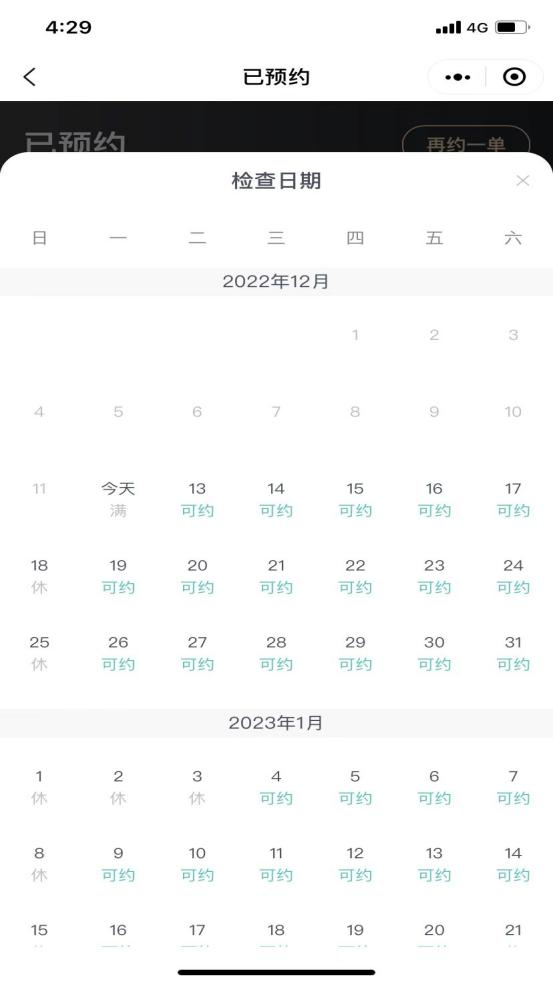 4:29 4G
已预约
已预约 再约一单
检查日期
日 一 二 三 四 五 六
2022年12月
1 2 3
4 5 6 7 8 9 10
11 今天 13 14 15 16 17
满 可约 可约 可约 可约 可约
18 19 20 21 22 23 24
休 可约 可约 可约 可约 可约 可约
25 26 27 28 29 30 31
休 可约 可约 可约 可约 可约 可约
2023年1月
1 2 3 4 5 6 7
休 休 休 可约 可约 可约 可约
8 9 10 11 12 13 14
休 可约 可约 可约 可约 可约 可约
15 16 17 18 19 20 21